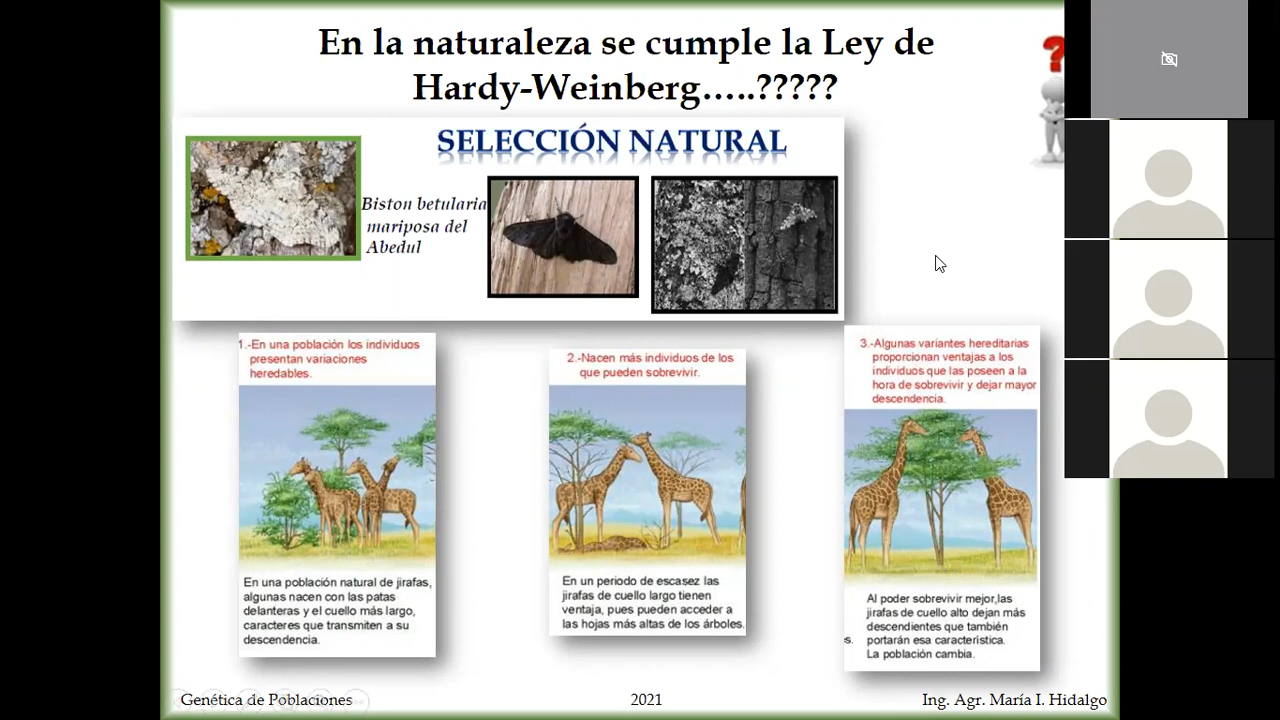 En la naturaleza se cumple la Ley de
Hardy-Weinberg.....?????
SELECCIÓN NATURAL
Biston betularia
mariposa del
Abedul
1.-En una población los individuos
presentan variaciones
heredables.
En una población natural de jirafas,
algunas nacen con las patas
delanteras y el cuello más largo,
caracteres que transmiten a su
descendencia.
2.-Nacen más individuos de los
que pueden sobrevivir.
En un periodo de escasez las
jirafas de cuello largo tienen
ventaja, pues pueden acceder a
las hojas más altas de los árboles.
3.-Algunas variantes hereditarias
proporcionan ventajas a los
individuos que las poseen a la
hora de sobrevivir y dejar mayor
descendencia.
Al poder sobrevivir mejor,las
jirafas de cuello alto dejan más
descendientes que también
portarán esa característica.
La población cambia.
Genética de Poblaciones
2021
Ing. Agr. María I. Hidalgo